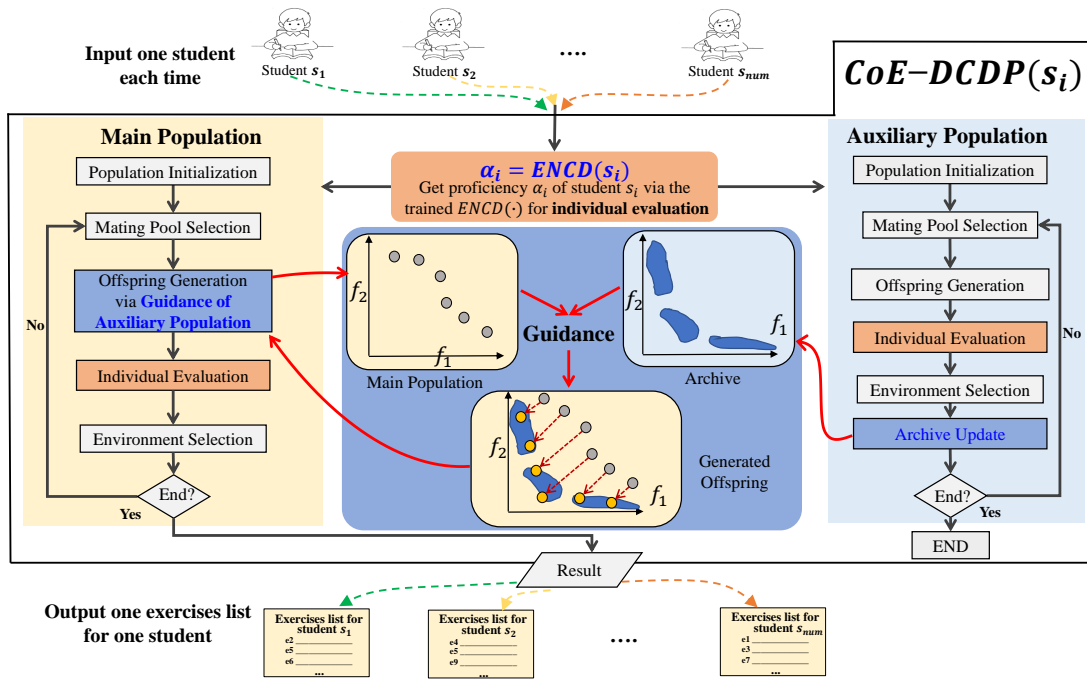 Input one student
each time
Student s1
Student s2
....
Student snum
CoE−DCDP(si)
Main Population
Population Initialization
Mating Pool Selection
Offspring Generation
via Guidance of
Auxiliary Population
No
Individual Evaluation
Environment Selection
End?
Yes
αi = ENCD(si)
Get proficiency αi of student si via the
trained ENCD(·) for individual evaluation
f2
f1
Main Population
Guidance
f2
f1
Archive
f2
f1
Generated
Offspring
Auxiliary Population
Population Initialization
Mating Pool Selection
Offspring Generation
No
Individual Evaluation
Environment Selection
Archive Update
End?
Yes
END
Result
Output one exercises list
for one student
Exercises list for
student s1
e2
e5
e6
...
Exercises list for
student s2
e4
e5
e9
...
....
Exercises list for
student snum
e1
e3
e7
...